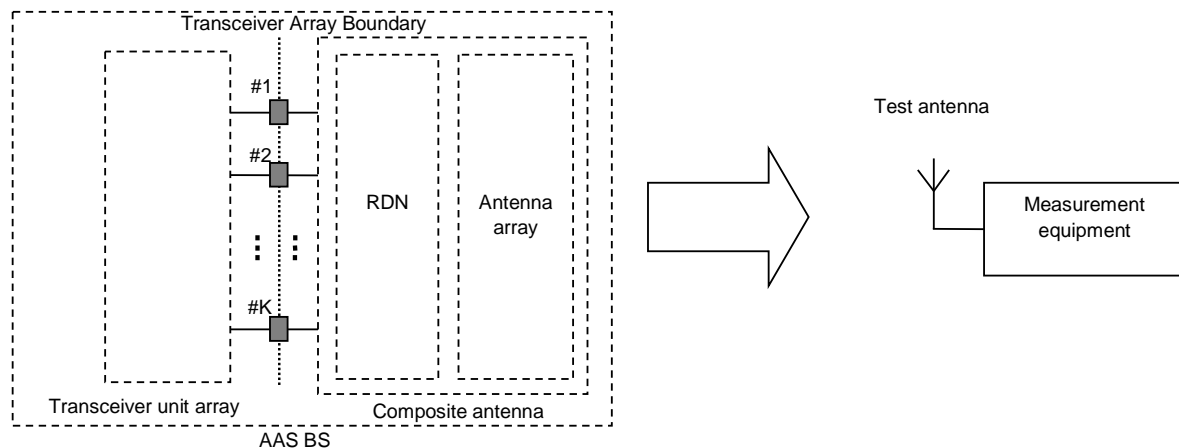 Transceiver Array Boundary
#1
#2
#K
RDN
Antenna
array
Transceiver unit array
Composite antenna
AAS BS
Test antenna
Measurement
equipment